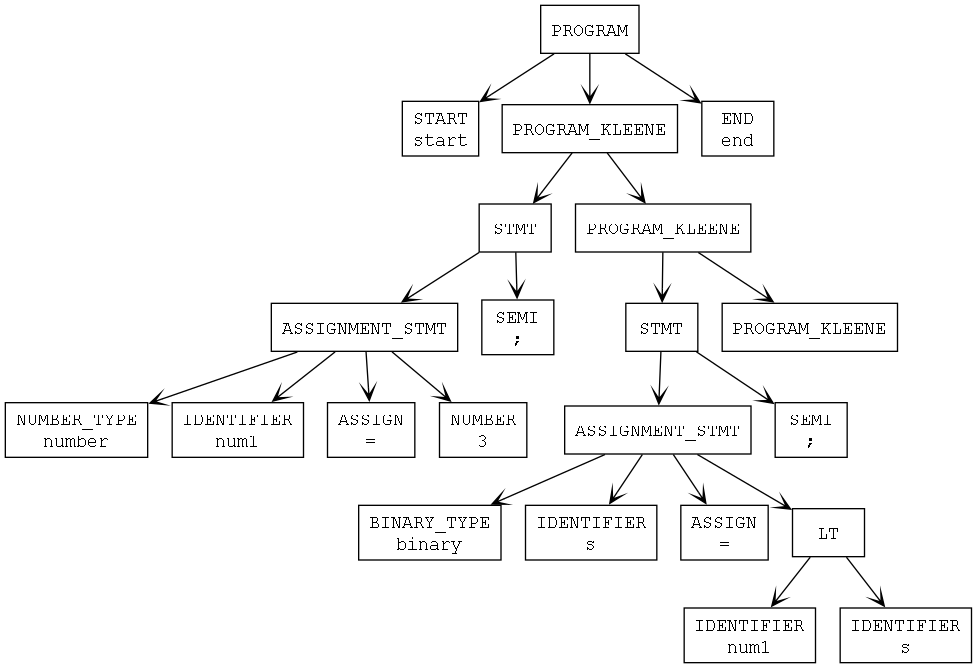 PROGRAM
START
start
PROGRAM_KLEENE
END
end
STMT
PROGRAM_KLEENE
ASSIGNMENT_STMT
SEMI
;
STMT
PROGRAM_KLEENE
NUMBER_TYPE
number
IDENTIFIER
num1
ASSIGN
=
NUMBER
3
ASSIGNMENT_STMT
SEMI
;
BINARY_TYPE
binary
IDENTIFIER
s
ASSIGN
=
LT
IDENTIFIER
num1
IDENTIFIER
s